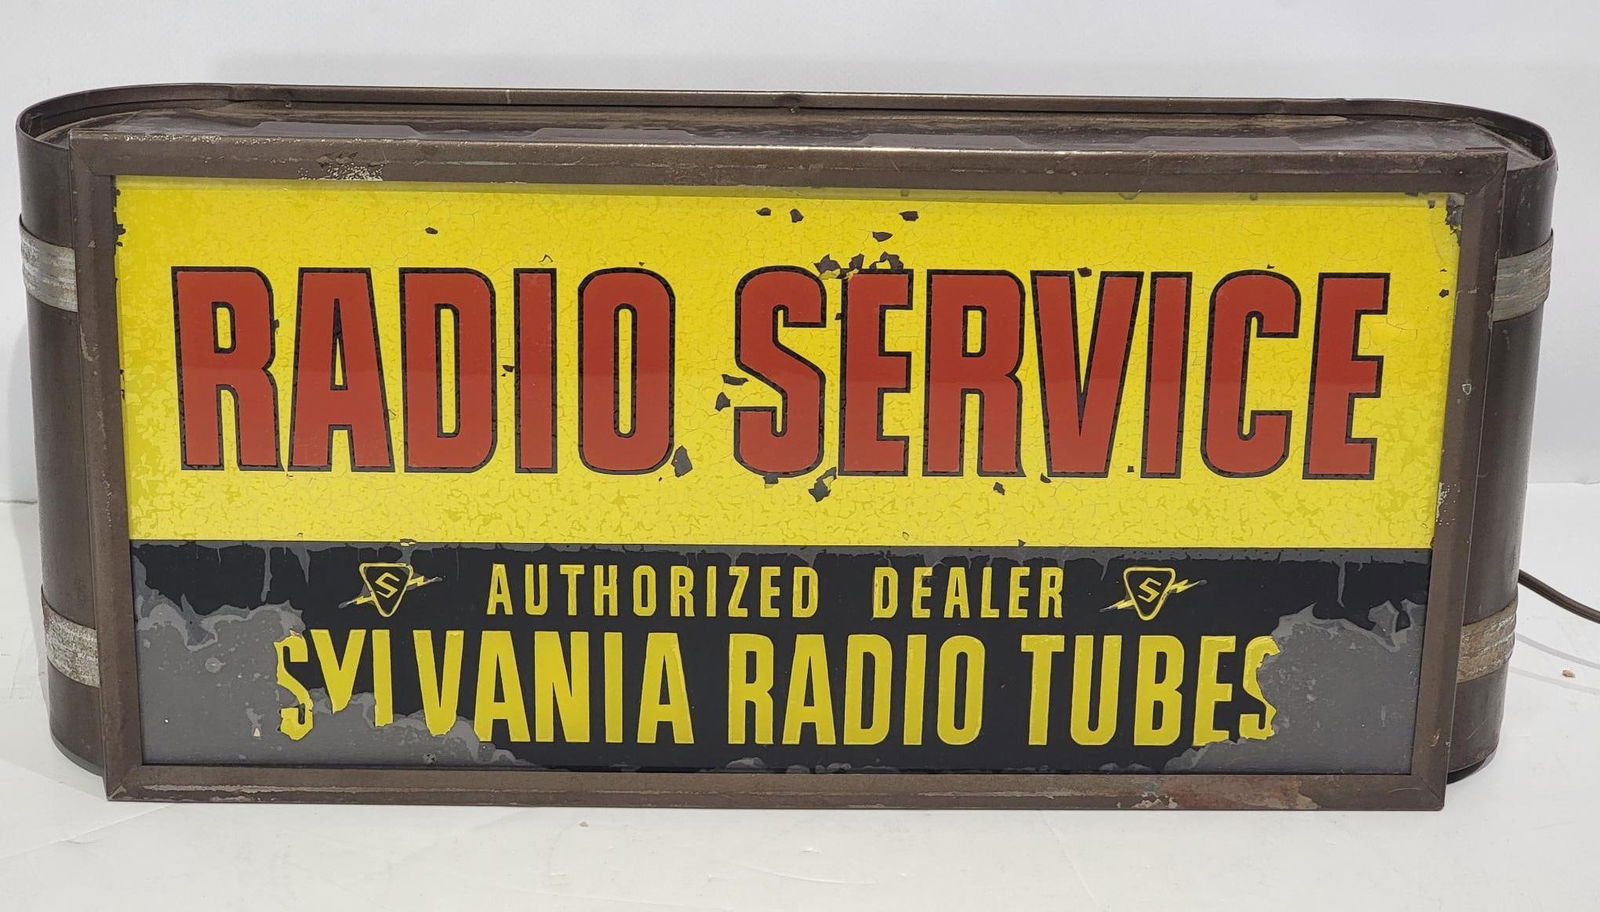 RADIO SERVICE
S AUTHORIZED DEALER S
SYLVANIA RADIO TUBES